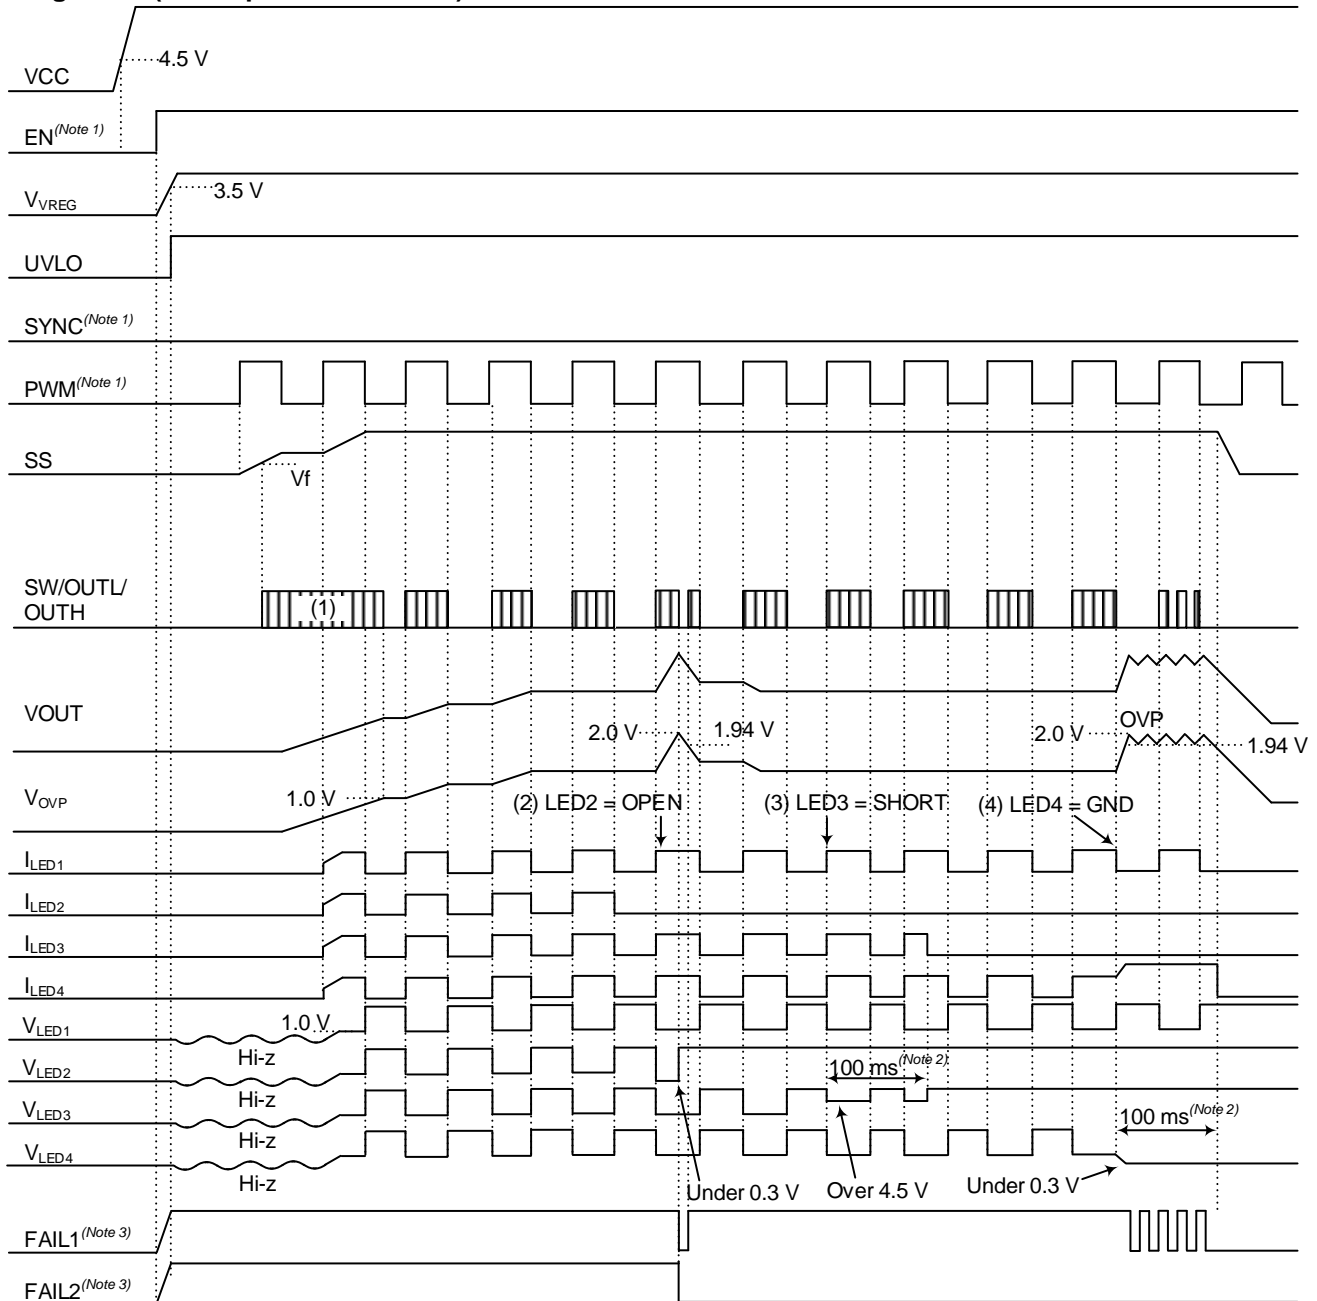 4.5 V
VCC
EN(Note 1)
VVREG
3.5 V
UVLO
SYNC(Note 1)
PWM(Note 1)
SS
Vf
SW/OUTL/
OUTH
(1)
VOUT
2.0 V
1.94 V
2.0 V
OVP
1.94 V
VOVP
1.0 V
(2) LED2 = OPEN
(3) LED3 = SHORT
(4) LED4 = GND
ILED1
ILED2
ILED3
ILED4
VLED1
1.0 V
Hi-z
VLED2
100 ms(Note 2)
Hi-z
VLED3
100 ms(Note 2)
Hi-z
VLED4
Hi-z
Under 0.3 V
Over 4.5 V
Under 0.3 V
FAIL1(Note 3)
FAIL2(Note 3)